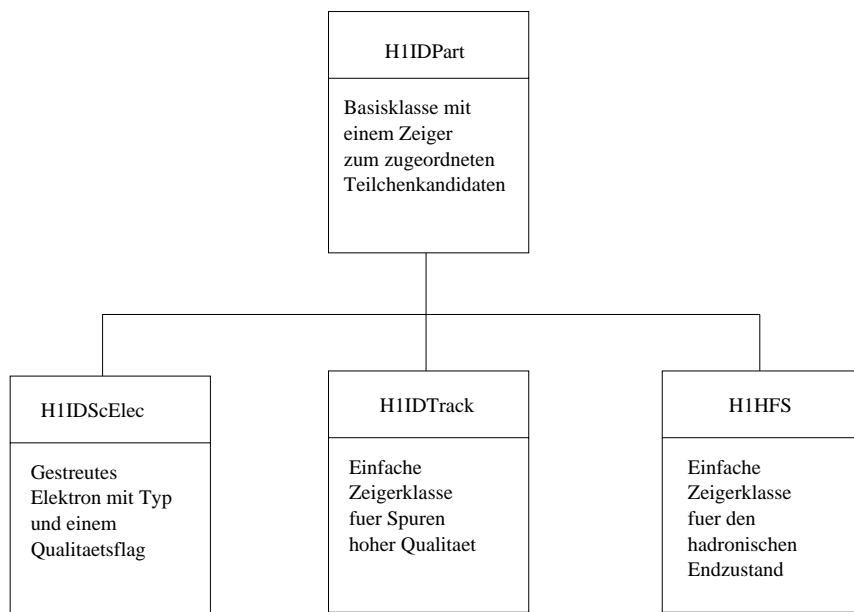 H1IDPart
Basisklasse mit
einem Zeiger
zum zugeordneten
Teilchenkandidaten
H1IDScElec
Gestreutes
Elektron mit Typ
und einem
Qualitaetsflag
H1IDTrack
Einfache
Zeigerklasse
fuer Spuren
hoher Qualitaet
H1HFS
Einfache
Zeigerklasse
fuer den
hadronischen
Endzustand